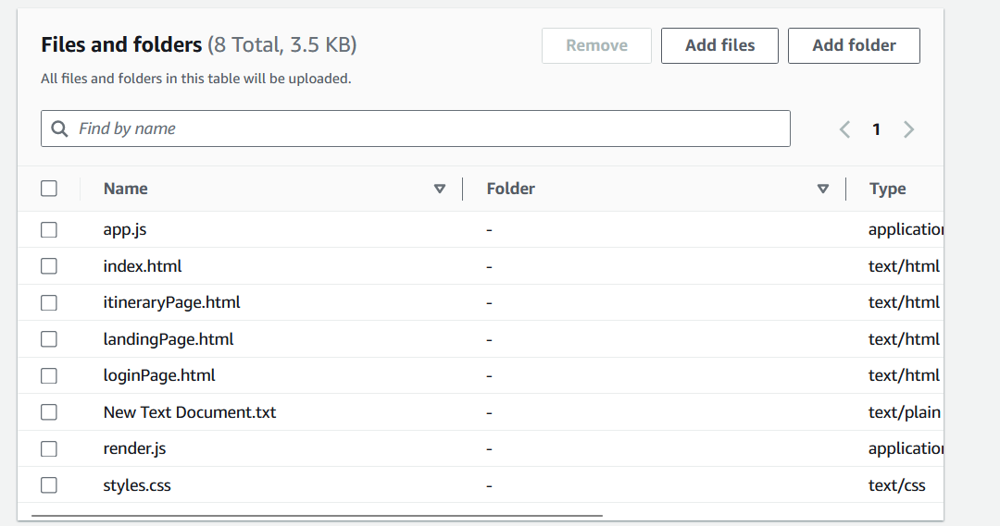 Files and folders (8 Total, 3.5 KB)
Remove Add files Add folder
All files and folders in this table will be uploaded.
Find by name
1
Name Folder Type
app.js - application
index.html - text/html
itineraryPage.html - text/html
landingPage.html - text/html
loginPage.html - text/html
New Text Document.txt - text/plain
render.js - application
styles.css - text/css